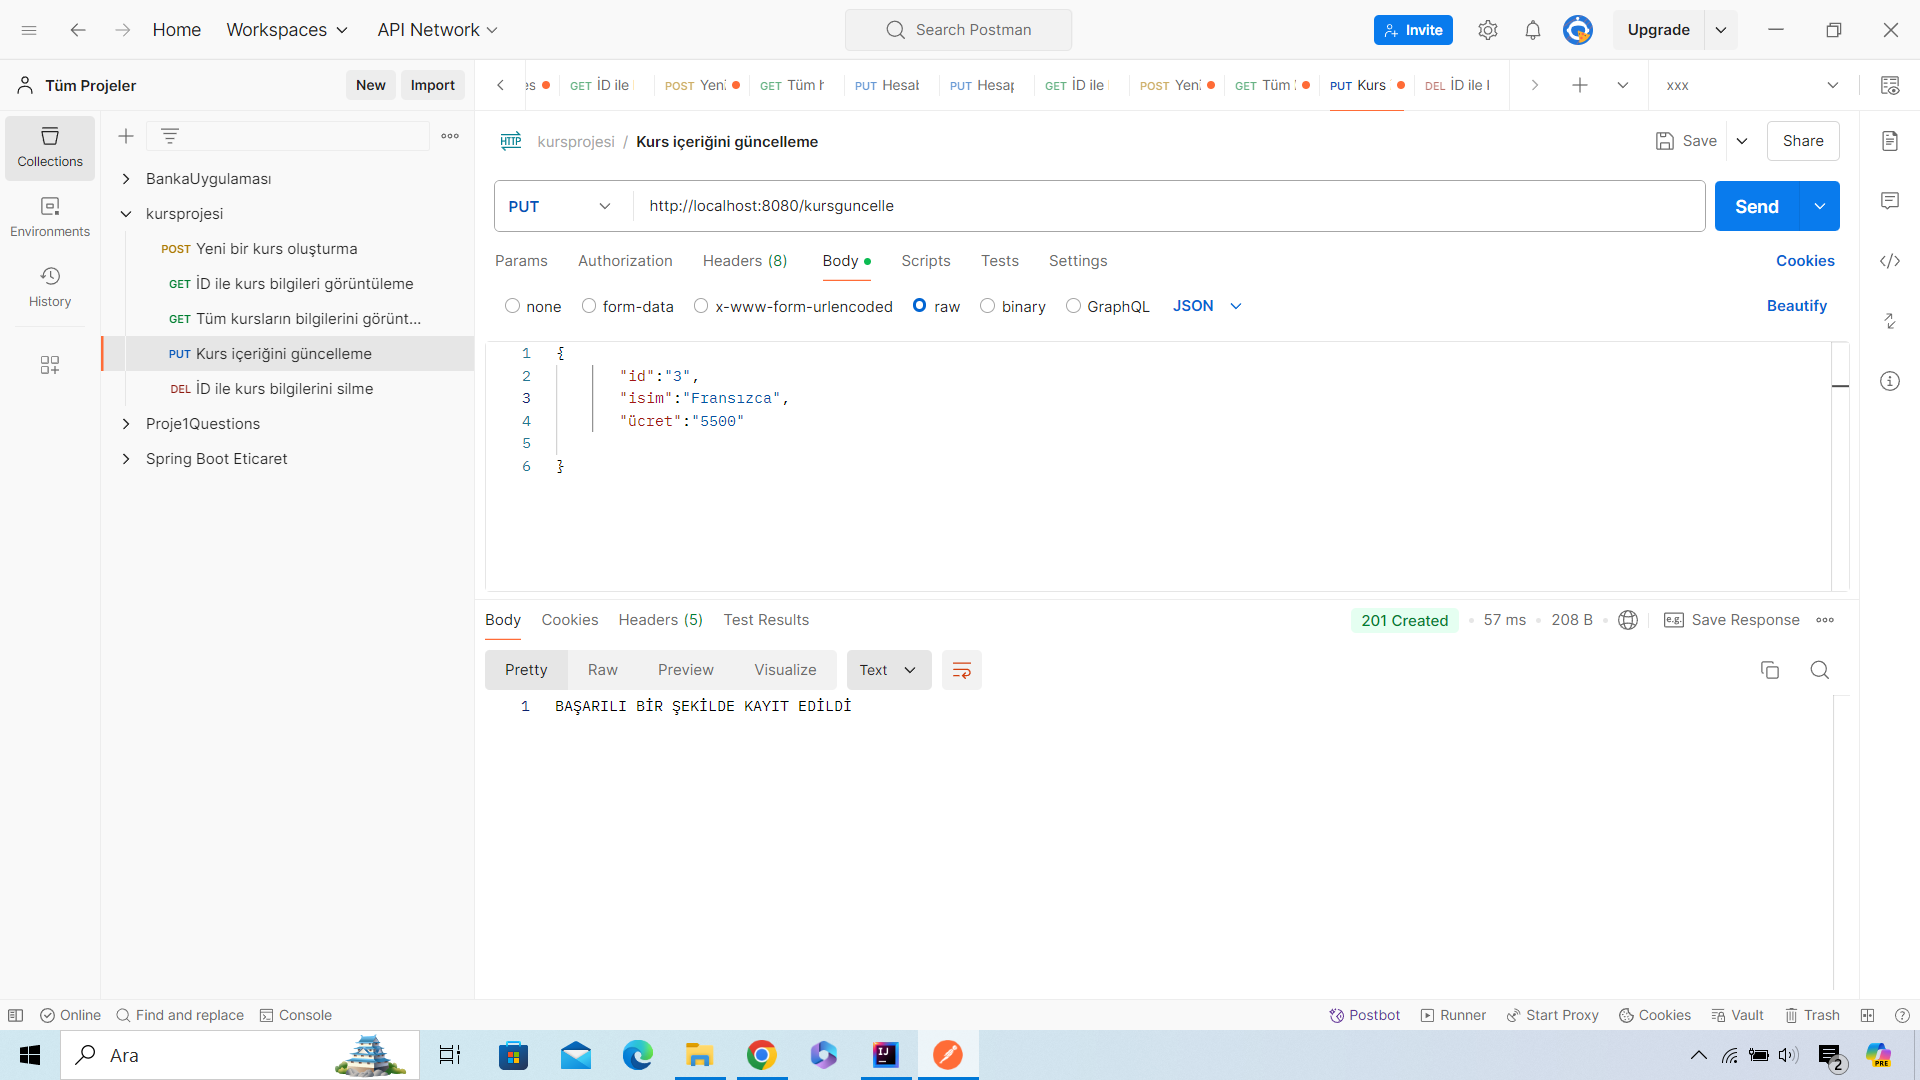 Home Workspaces API Network Search Postman Invite Upgrade
Tüm Projeler New Import es GET İD ile POST Yeni GET Tüm h PUT Hesab PUT Hesap GET İD ile POST Yeni GET Tüm PUT Kurs DEL İD ile xxx
Collections
Environments
History
BankaUygulaması
kursprojesi
POST Yeni bir kurs oluşturma
GET İD ile kurs bilgileri görüntüleme
GET Tüm kursların bilgilerini görünt...
PUT Kurs içeriğini güncelleme
DEL İD ile kurs bilgilerini silme
Proje1Questions
Spring Boot Eticaret
HTTP kursprojesi / Kurs içeriğini güncelleme Save Share
PUT http://localhost:8080/kursguncelle Send
Params Authorization Headers (8) Body Scripts Tests Settings Cookies
none form-data x-www-form-urlencoded raw binary GraphQL JSON Beautify
1 {
2 "id":"3",
3 "isim":"Fransızca",
4 "ücret":"5500"
5
6 }
Body Cookies Headers (5) Test Results 201 Created 57 ms 208 B e.g. Save Response
Pretty Raw Preview Visualize Text
1 BAŞARILI BİR ŞEKİLDE KAYIT EDİLDİ
Online Find and replace Console Postbot Runner Start Proxy Cookies Vault Trash
Ara IJ 2 PRE